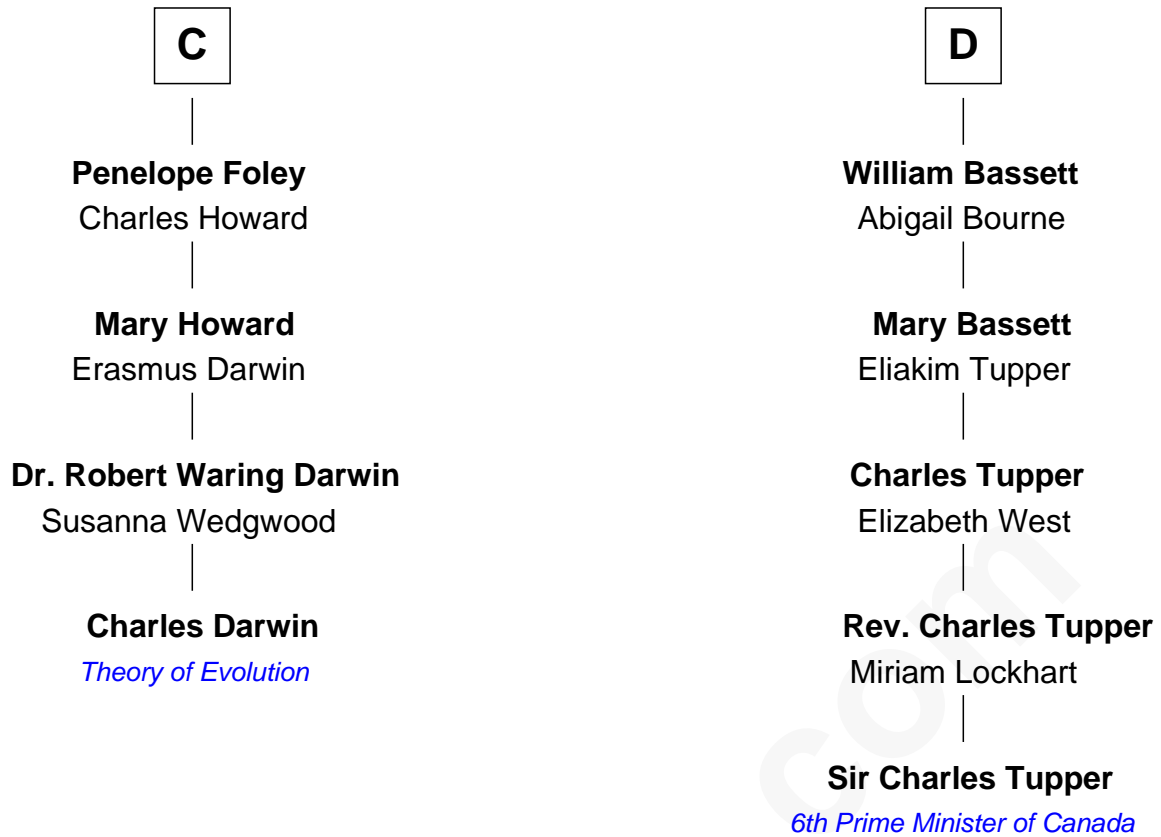 C
Penelope Foley
Charles Howard
Mary Howard
Erasmus Darwin
Dr. Robert Waring Darwin
Susanna Wedgwood
Charles Darwin
Theory of Evolution
D
William Bassett
Abigail Bourne
Mary Bassett
Eliakim Tupper
Charles Tupper
Elizabeth West
Rev. Charles Tupper
Miriam Lockhart
Sir Charles Tupper
6th Prime Minister of Canada
com